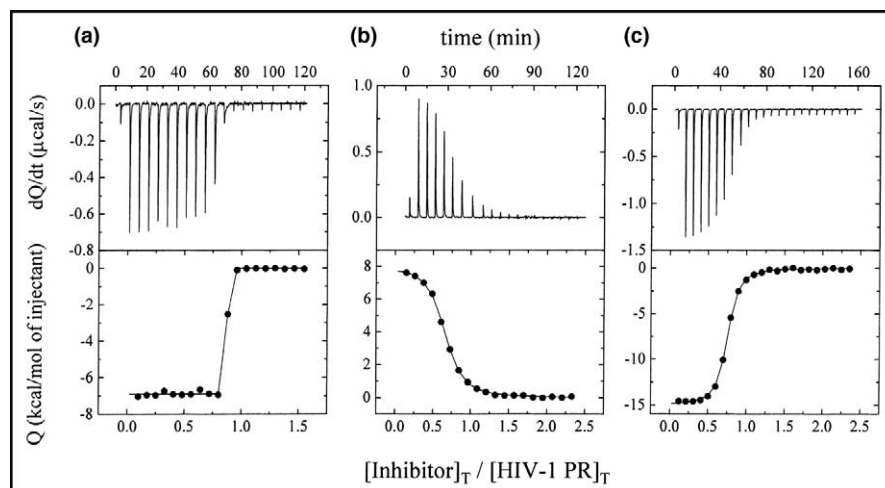 (a) (b) (c)
time (min)
0 20 40 60 80 100 120
0 30 60 90 120
0 40 80 120 160
dQ/dt (μcal/s)
0.0
-0.2
-0.4
-0.6
-0.8
1.0
0.5
0.0
0.0
-0.5
-1.0
-1.5
Q (kcal/mol of injectant)
0
-2
-4
-6
-8
8
6
4
2
0
0
-5
-10
-15
0.0 0.5 1.0 1.5
0.0 0.5 1.0 1.5 2.0 2.5
0.0 0.5 1.0 1.5 2.0 2.5
[Inhibitor]T / [HIV-1 PR]T